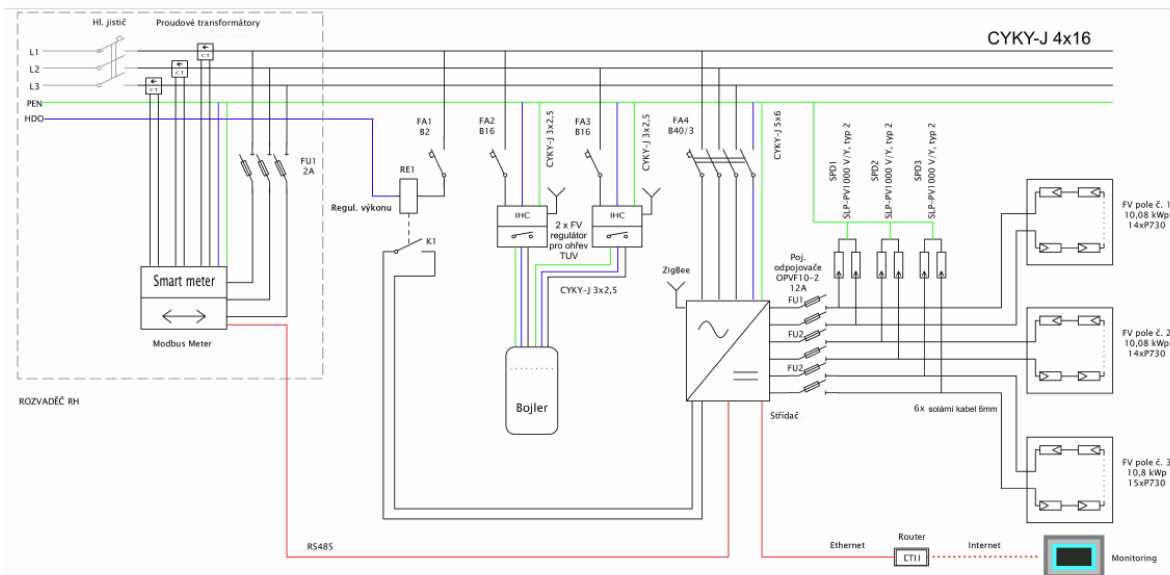 Hl. jistič
Proudové transformátory
CYKY-J 4x16
L1
L2
L3
PEN
HDO
CT
CT
CT
FU1
2A
FA1
B2
FA2
B16
CYKY-J 3x2,5
FA3
B16
CYKY-J 3x2,5
FA4
B40/3
CYKY-J 5x6
SPD1
SLP-PV1000 V/Y, typ 2
SPD2
SLP-PV1000 V/Y, typ 2
SPD3
SLP-PV1000 V/Y, typ 2
RE1
Regul. výkonu
K1
IHC
IHC
2 x FV
regulátor
pro ohřev
TUV
CYKY-J 3x2,5
ZigBee
Poj.
odpojovače
OPVF10-2
12A
FU1
FU2
FU2
FV pole č. 1
10,08 kWp
14xP730
FV pole č. 2
10,08 kWp
14xP730
FV pole č. 3
10,8 kWp
15xP730
Smart meter
Modbus Meter
Bojler
Střídač
6x solární kabel 6mm
ROZVADĚČ RH
RS485
Ethernet
Router
Internet
Monitoring